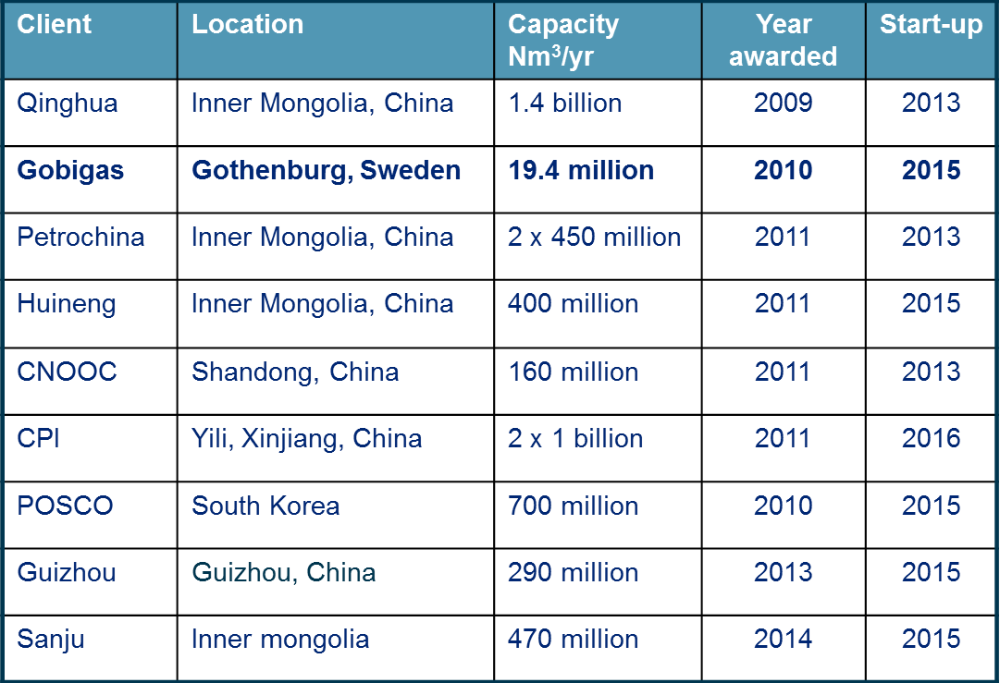 Client Location Capacity Nm³/yr Year awarded Start-up
Qinghua Inner Mongolia, China 1.4 billion 2009 2013
Gobigas Gothenburg, Sweden 19.4 million 2010 2015
Petrochina Inner Mongolia, China 2 x 450 million 2011 2013
Huineng Inner Mongolia, China 400 million 2011 2015
CNOOC Shandong, China 160 million 2011 2013
CPI Yili, Xinjiang, China 2 x 1 billion 2011 2016
POSCO South Korea 700 million 2010 2015
Guizhou Guizhou, China 290 million 2013 2015
Sanju Inner mongolia 470 million 2014 2015